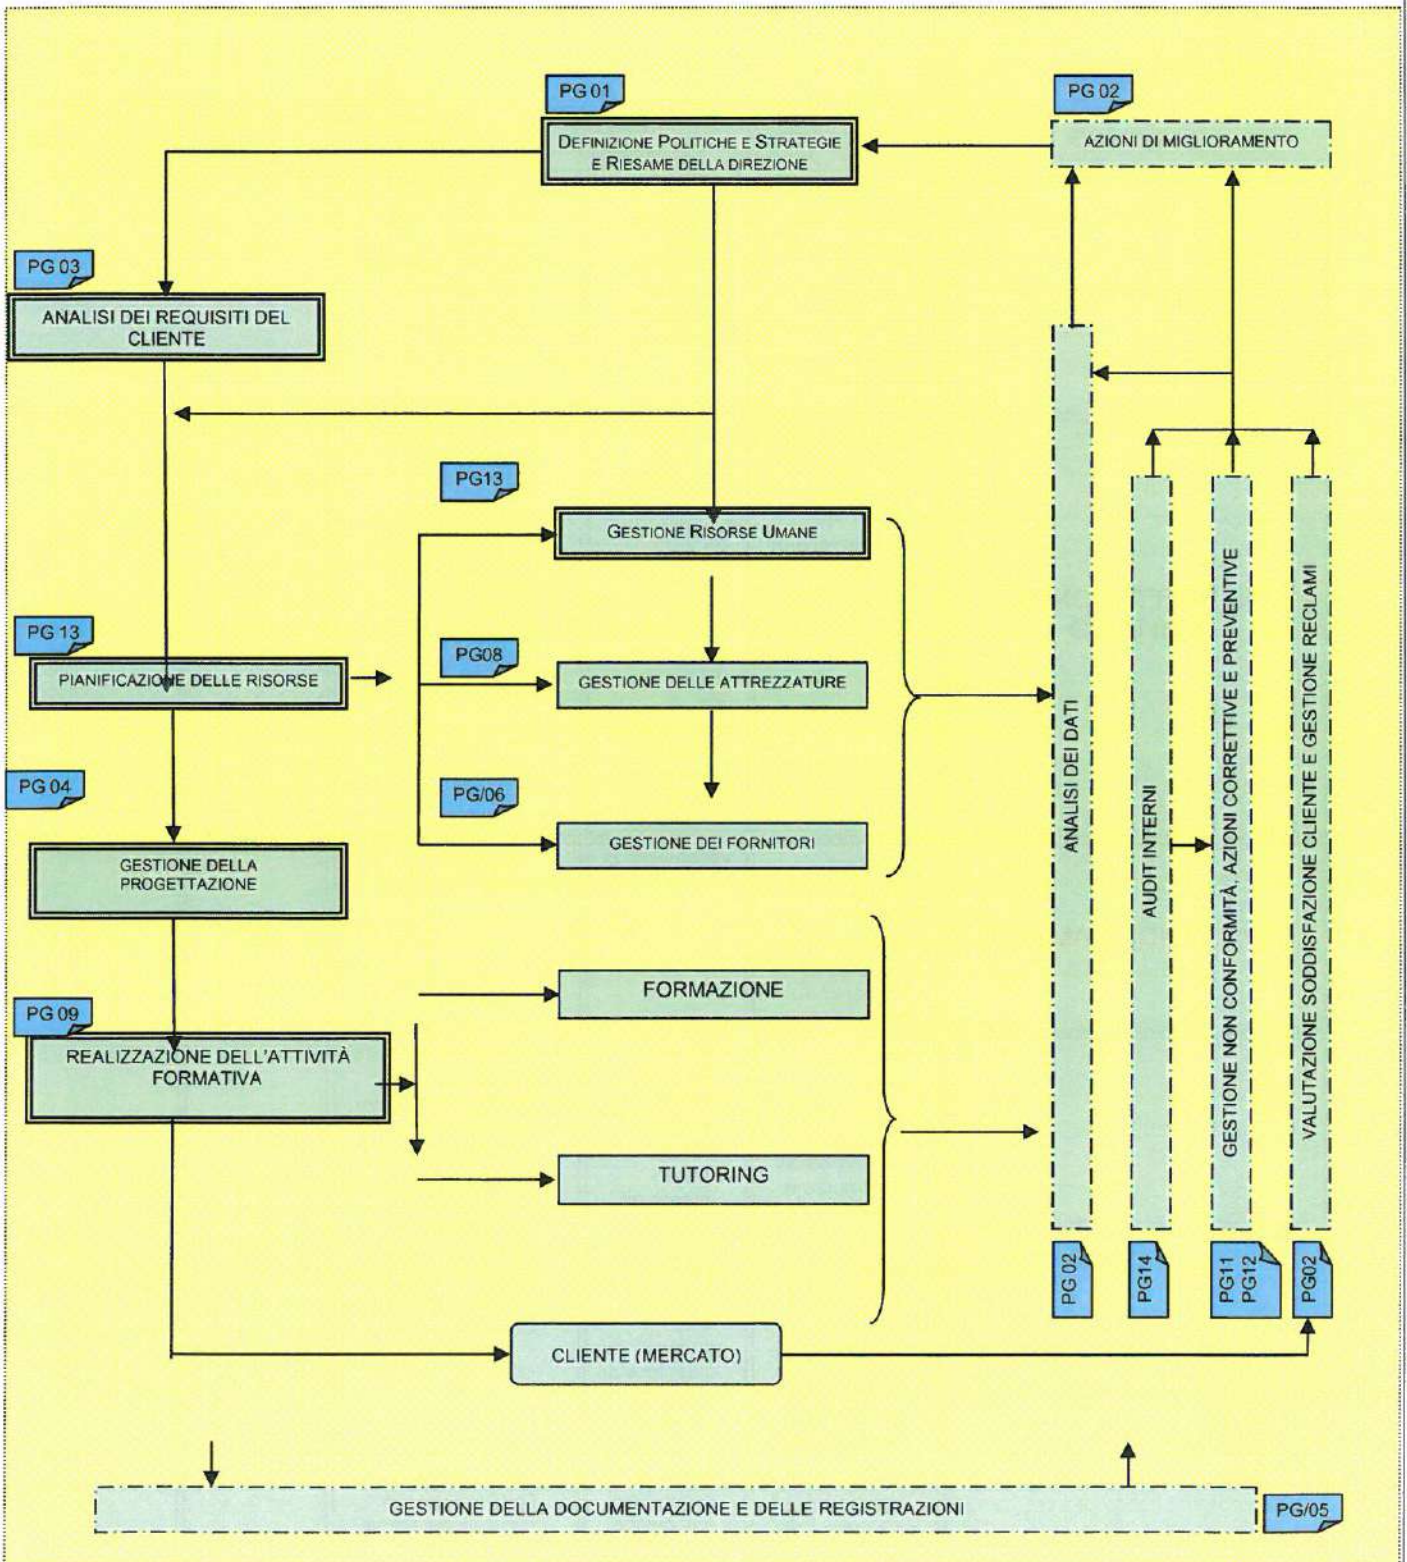 PG 01
DEFINIZIONE POLITICHE E STRATEGIE
E RIESAME DELLA DIREZIONE
PG 02
AZIONI DI MIGLIORAMENTO
PG 03
ANALISI DEI REQUISITI DEL
CLIENTE
PG13
GESTIONE RISORSE UMANE
PG 13
PIANIFICAZIONE DELLE RISORSE
PG08
GESTIONE DELLE ATTREZZATURE
PG 04
GESTIONE DELLA
PROGETTAZIONE
PG/06
GESTIONE DEI FORNITORI
PG 09
REALIZZAZIONE DELL'ATTIVITÀ
FORMATIVA
FORMAZIONE
TUTORING
ANALISI DEI DATI
AUDIT INTERNI
GESTIONE NON CONFORMITÀ, AZIONI CORRETTIVE E PREVENTIVE
VALUTAZIONE SODDISFAZIONE CLIENTE E GESTIONE RECLAMI
PG 02
PG14
PG11
PG12
PG02
CLIENTE (MERCATO)
GESTIONE DELLA DOCUMENTAZIONE E DELLE REGISTRAZIONI
PG/05